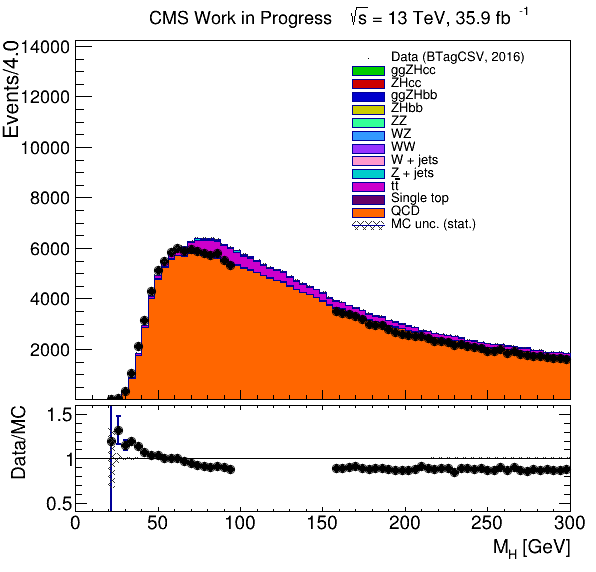 CMS Work in Progress √s = 13 TeV, 35.9 fb -1
Events/4.0
14000
12000
10000
8000
6000
4000
2000
Data (BTagCSV, 2016)
ggZHcc
ZHcc
ggZHbb
ZHbb
ZZ
WZ
WW
W + jets
Z + jets
tt̅
Single top
QCD
MC unc. (stat.)
Data/MC
1.5
1
0.5
0 50 100 150 200 250 300
M_H [GeV]